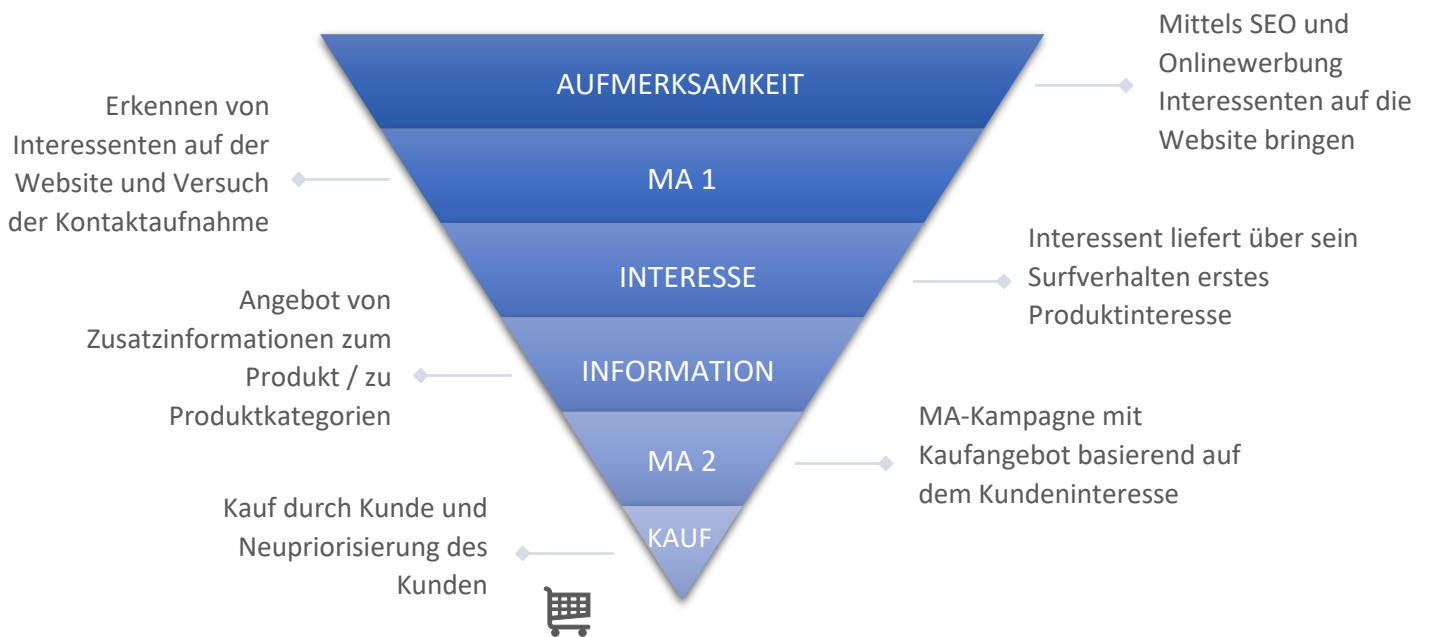 AUFMERKSAMKEIT
Mittels SEO und
Onlinewerbung
Interessenten auf die
Website bringen
MA 1
Erkennen von
Interessenten auf der
Website und Versuch
der Kontaktaufnahme
INTERESSE
Interessent liefert über sein
Surfverhalten erstes
Produktinteresse
INFORMATION
Angebot von
Zusatzinformationen zum
Produkt / zu
Produktkategorien
MA 2
MA-Kampagne mit
Kaufangebot basierend auf
dem Kundeninteresse
KAUF
Kauf durch Kunde und
Neupriorisierung des
Kunden